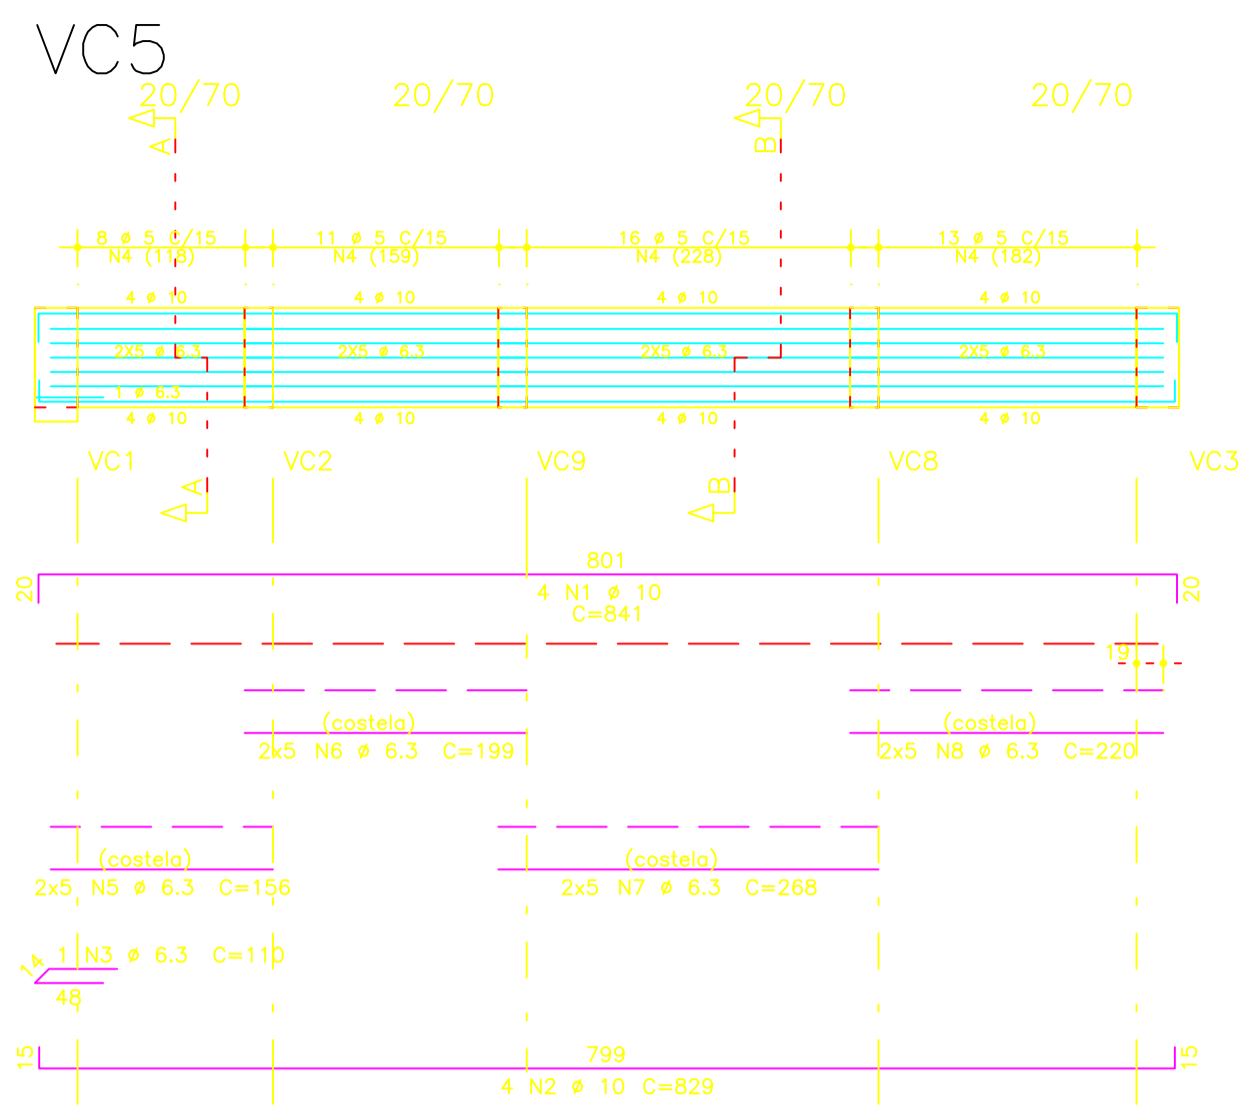 VC5
20/70 20/70 20/70 20/70
A B
8 ø 5 C/15 11 ø 5 C/15 16 ø 5 C/15 13 ø 5 C/15
N4 (118) N4 (159) N4 (228) N4 (182)
4 ø 10 4 ø 10 4 ø 10 4 ø 10
2X5 ø 6.3 2X5 ø 6.3 2X5 ø 6.3 2X5 ø 6.3
1 ø 6.3
4 ø 10 4 ø 10 4 ø 10 4 ø 10
VC1 VC2 VC9 VC8 VC3
A B
801
20 4 N1 ø 10 20
C=841
19
(costela) (costela)
2x5 N6 ø 6.3 C=199 2x5 N8 ø 6.3 C=220
(costela) (costela)
2x5 N5 ø 6.3 C=156 2x5 N7 ø 6.3 C=268
14 1 N3 ø 6.3 C=110
48
15 799 15
4 N2 ø 10 C=829